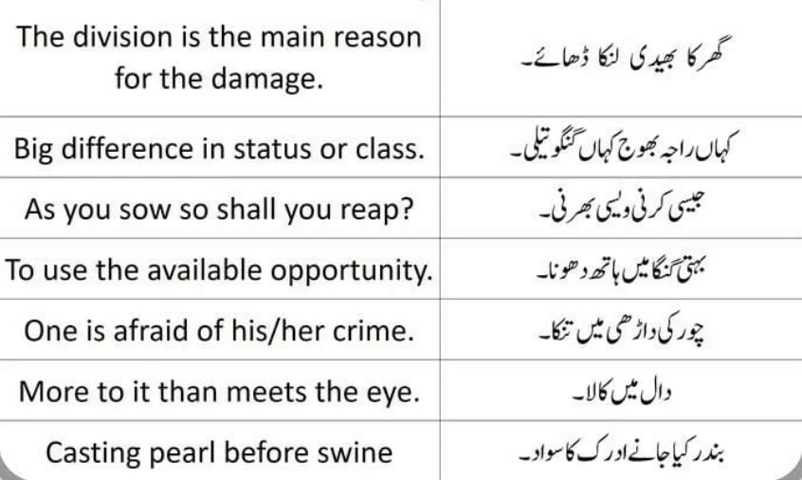 The division is the main reason
for the damage.
گھر کا بھیدی لنکا ڈھائے۔
Big difference in status or class.
کہاں راجہ بھوج کہاں گنگو تیلی۔
As you sow so shall you reap?
جیسی کرنی ویسی بھرنی۔
To use the available opportunity.
بہتی گنگا میں ہاتھ دھونا۔
One is afraid of his/her crime.
چور کی داڑھی میں تنکا۔
More to it than meets the eye.
دال میں کالا۔
Casting pearl before swine
بندر کیا جانے ادرک کا سواد۔